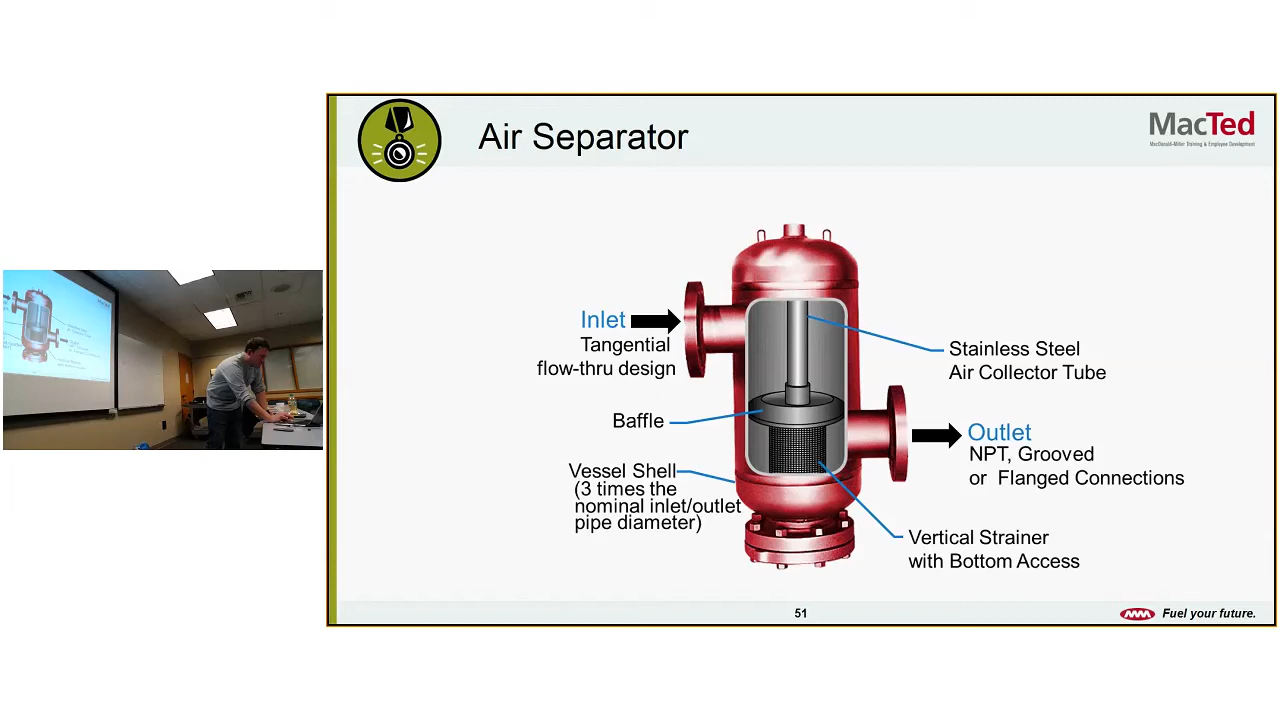 Air Separator
MacTed
MacDonald-Miller Training & Employee Development
Inlet
Tangential
flow-thru design
Baffle
Vessel Shell
(3 times the
nominal inlet/outlet
pipe diameter)
Stainless Steel
Air Collector Tube
Outlet
NPT, Grooved
or Flanged Connections
Vertical Strainer
with Bottom Access
51
Fuel your future.